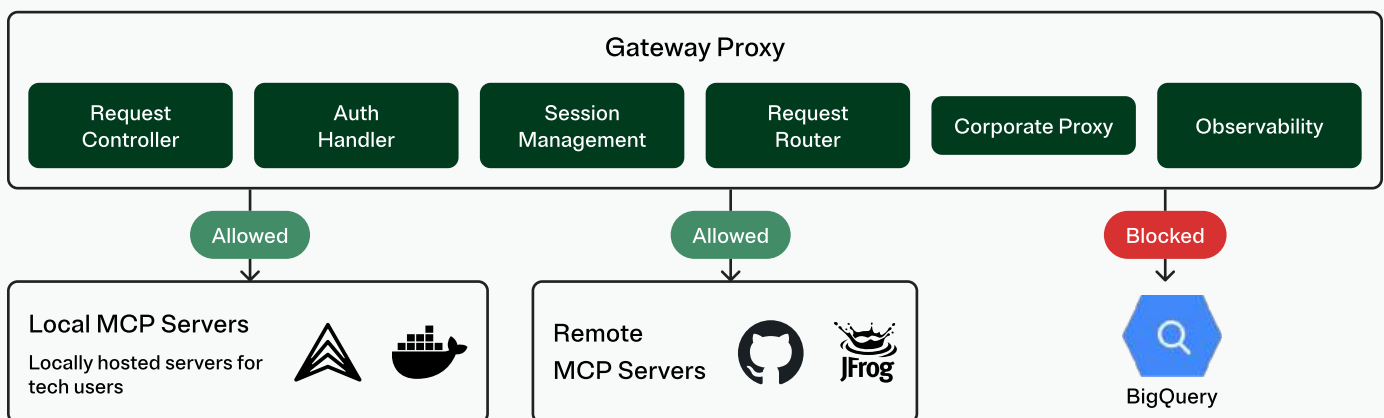 Gateway Proxy
Request
Controller
Auth
Handler
Session
Management
Request
Router
Corporate Proxy
Observability
Allowed
Allowed
Blocked
Local MCP Servers
Locally hosted servers for
tech users
Remote
MCP Servers
JFrog
BigQuery